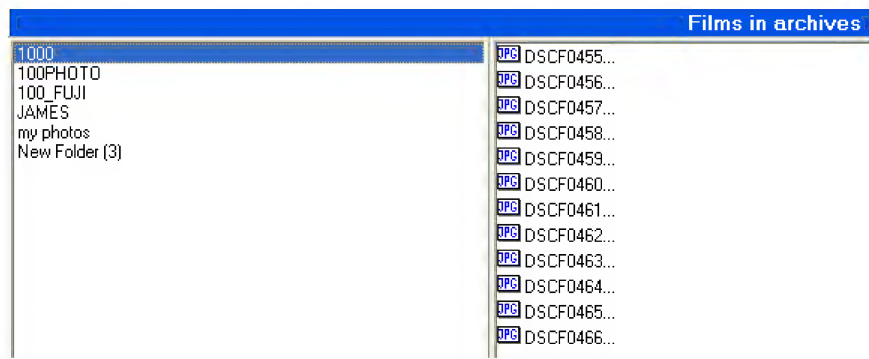 Films in archives
1000
100PHOTO
100_FUJI
JAMES
my photos
New Folder (3)
JPG DSCF0455...
JPG DSCF0456...
JPG DSCF0457...
JPG DSCF0458...
JPG DSCF0459...
JPG DSCF0460...
JPG DSCF0461...
JPG DSCF0462...
JPG DSCF0463...
JPG DSCF0464...
JPG DSCF0465...
JPG DSCF0466...